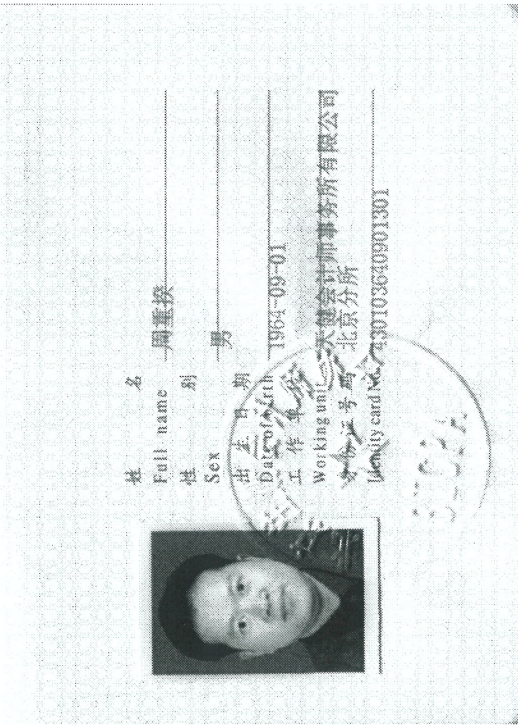 姓 名
Full name 周重揆
性 别
Sex 男
出 生 日 期
Date of birth 1964-09-01
工 作 单 位
Working unit 天健会计师事务所有限公司
北京分所
身份证号码
Identity card No. 430103640901301